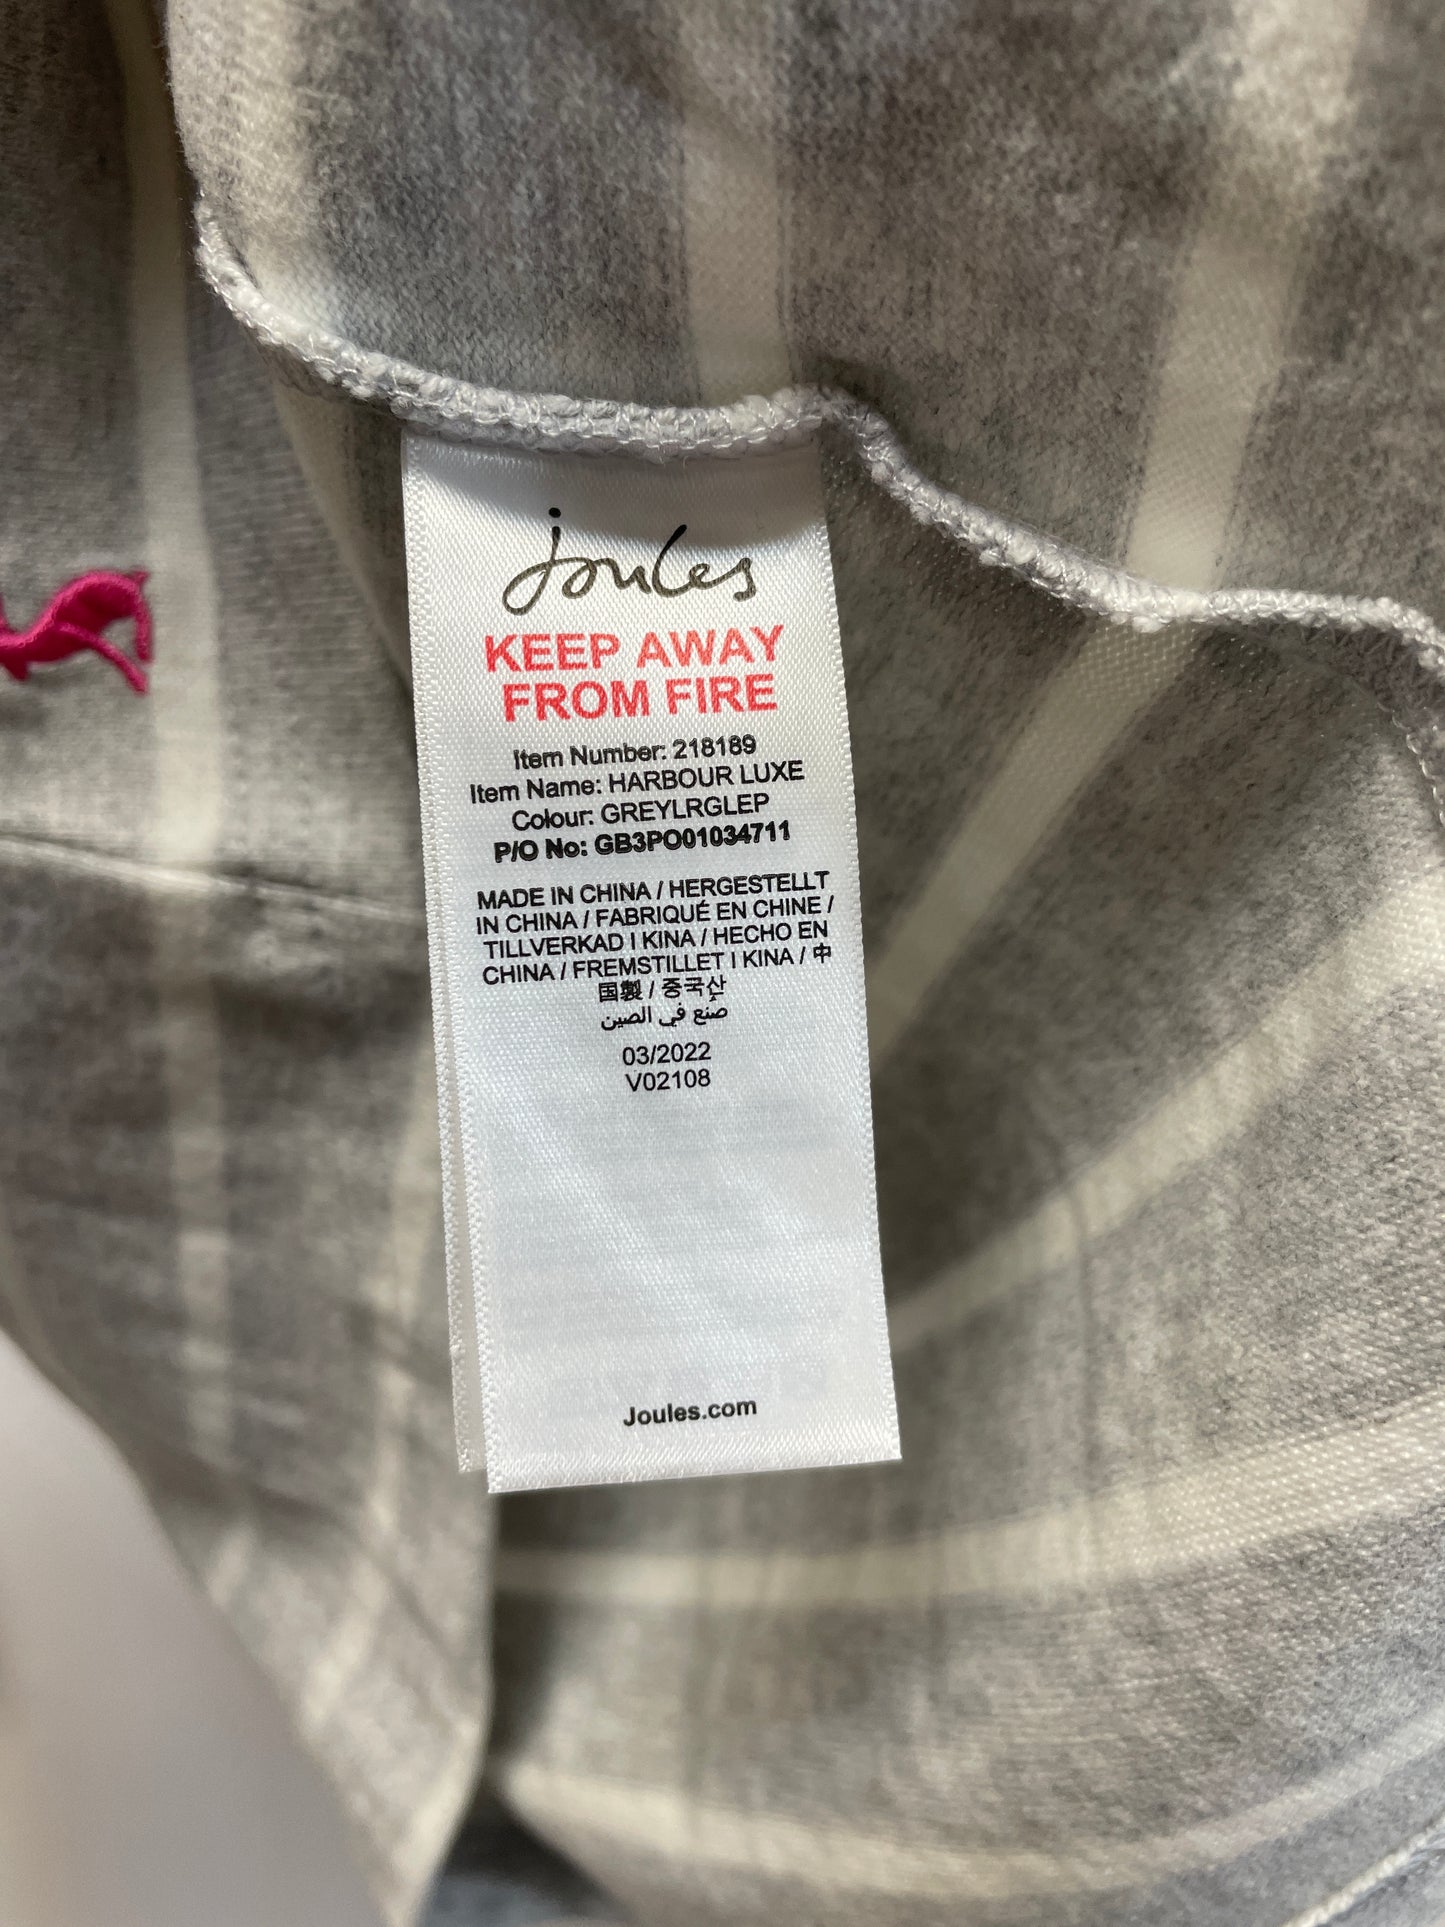 Joules
KEEP AWAY
FROM FIRE
Item Number: 218189
Item Name: HARBOUR LUXE
Colour: GREYLRGLEP
P/O No: GB3PO01034711
MADE IN CHINA / HERGESTELLT
IN CHINA / FABRIQUÉ EN CHINE /
TILLVERKAD I KINA / HECHO EN
CHINA / FREMSTILLET I KINA / 中
国製 / 중국산
صنع في الصين
03/2022
V02108
Joules.com